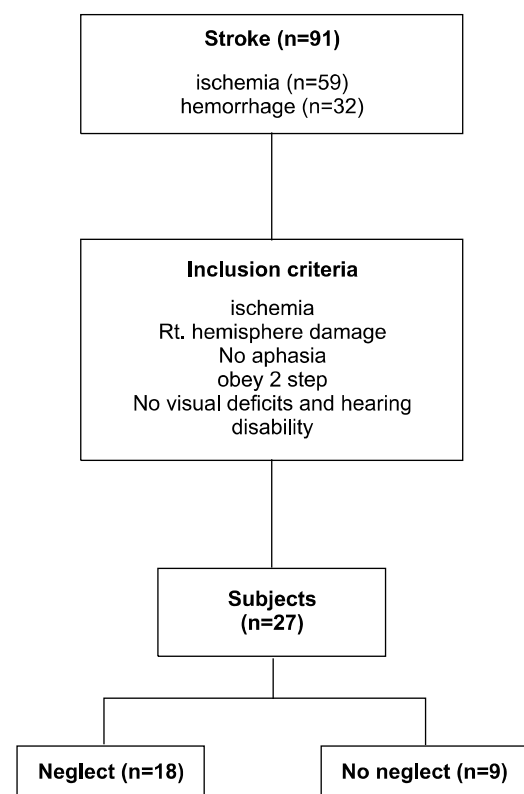 Stroke (n=91)
ischemia (n=59)
hemorrhage (n=32)
Inclusion criteria
ischemia
Rt. hemisphere damage
No aphasia
obey 2 step
No visual deficits and hearing
disability
Subjects
(n=27)
Neglect (n=18)
No neglect (n=9)